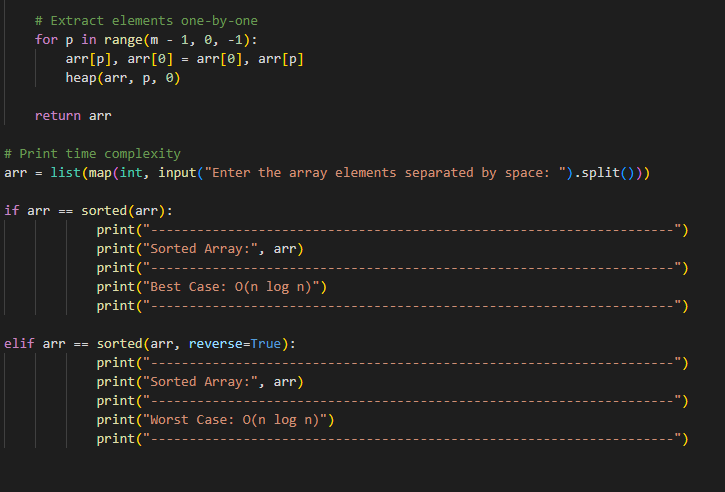 # Extract elements one-by-one
for p in range(m - 1, 0, -1):
arr[p], arr[0] = arr[0], arr[p]
heap(arr, p, 0)
return arr
# Print time complexity
arr = list(map(int, input("Enter the array elements separated by space: ").split()))
if arr == sorted(arr):
print("--------------------------------------------------------------------")
print("Sorted Array:", arr)
print("--------------------------------------------------------------------")
print("Best Case: O(n log n)")
print("--------------------------------------------------------------------")
elif arr == sorted(arr, reverse=True):
print("--------------------------------------------------------------------")
print("Sorted Array:", arr)
print("--------------------------------------------------------------------")
print("Worst Case: O(n log n)")
print("--------------------------------------------------------------------")